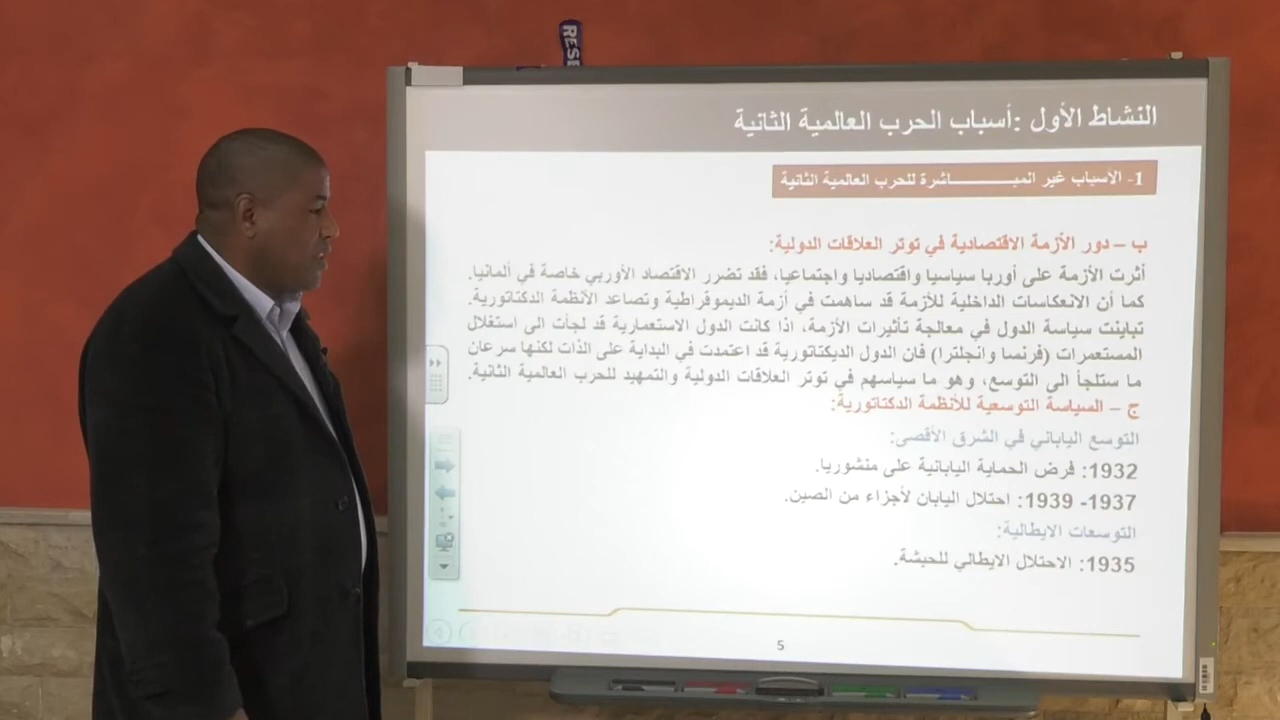 RESE
النشاط الأول :أسباب الحرب العالمية الثانية
1- الأسباب غير المبـــــــــــاشرة للحرب العالمية الثانية
ب – دور الأزمة الاقتصادية في توتر العلاقات الدولية:
أثرت الأزمة على أوربا سياسيا واقتصاديا واجتماعيا، فقد تضرر الاقتصاد الأوربي خاصة في ألمانيا.
كما أن الانعكاسات الداخلية للأزمة قد ساهمت في أزمة الديموقراطية وتصاعد الأنظمة الدكتاتورية.
تباينت سياسة الدول في معالجة تأثيرات الأزمة، اذا كانت الدول الاستعمارية قد لجأت الى استغلال
المستعمرات (فرنسا وانجلترا) فان الدول الديكتاتورية قد اعتمدت في البداية على الذات لكنها سرعان
ما ستلجأ الى التوسع، وهو ما سيسهم في توتر العلاقات الدولية والتمهيد للحرب العالمية الثانية.
ج – السياسة التوسعية للأنظمة الدكتاتورية:
التوسع الياباني في الشرق الأقصى:
1932: فرض الحماية اليابانية على منشوريا.
1937- 1939: احتلال اليابان لأجزاء من الصين.
التوسعات الايطالية:
1935: الاحتلال الايطالي للحبشة.
5